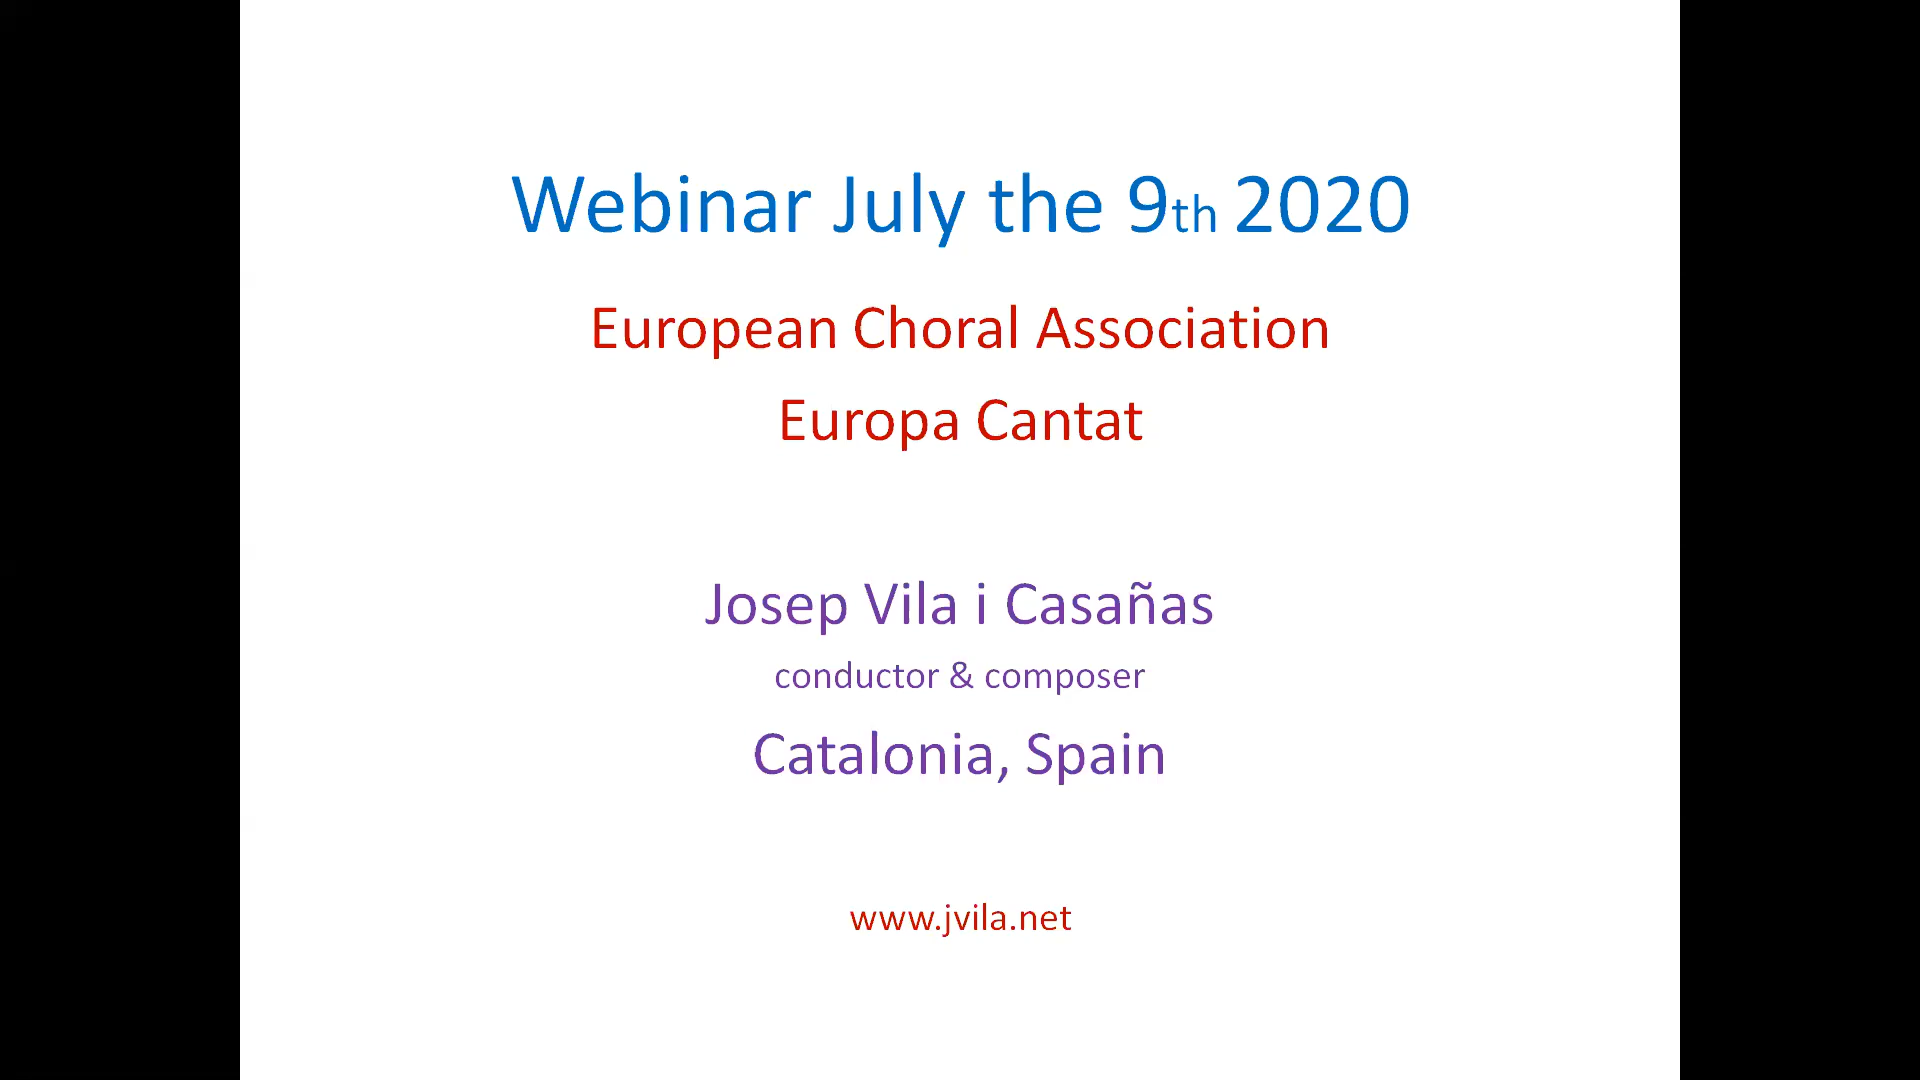 Webinar July the 9th 2020
European Choral Association
Europa Cantat
Josep Vila i Casañas
conductor & composer
Catalonia, Spain
www.jvila.net